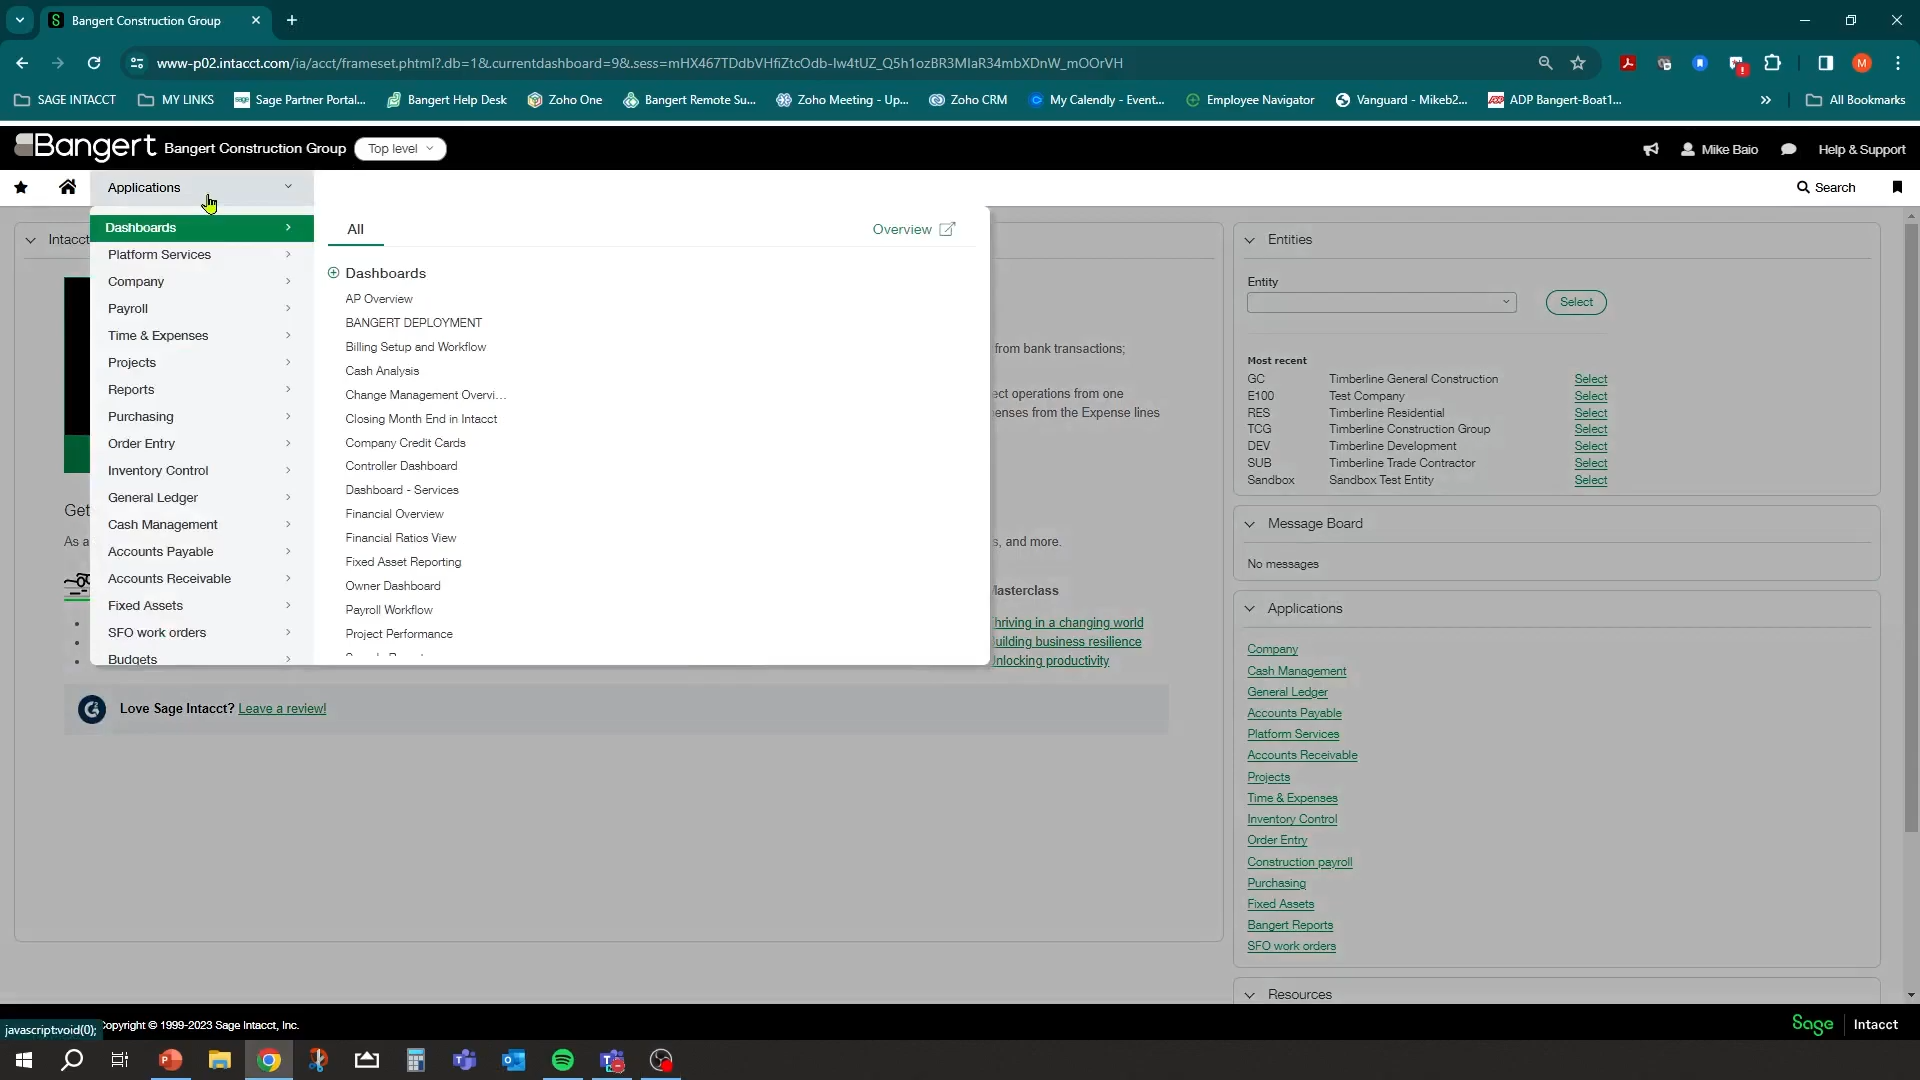 Bangert Construction Group
www-p02.intacct.com/ia/acct/frameset.phtml?.db=1&.currentdashboard=9&.sess=mHX467TDdbVHfiZtcOdb-Iw4tUZ_Q5h1ozBR3MIaR34mbXDnW_mOOrVH
SAGE INTACCT
MY LINKS
Sage Partner Portal...
Bangert Help Desk
Zoho One
Bangert Remote Su...
Zoho Meeting - Up...
Zoho CRM
My Calendly - Event...
Employee Navigator
Vanguard - Mikeb2...
ADP Bangert-Boat1...
All Bookmarks
Bangert
Bangert Construction Group
Top level
Mike Baio
Help & Support
Applications
Search
Dashboards
Platform Services
Company
Payroll
Time & Expenses
Projects
Reports
Purchasing
Order Entry
Inventory Control
General Ledger
Cash Management
Accounts Payable
Accounts Receivable
Fixed Assets
SFO work orders
Budgets
All
Overview
Dashboards
AP Overview
BANGERT DEPLOYMENT
Billing Setup and Workflow
Cash Analysis
Change Management Overvi...
Closing Month End in Intacct
Company Credit Cards
Controller Dashboard
Dashboard - Services
Financial Overview
Financial Ratios View
Fixed Asset Reporting
Owner Dashboard
Payroll Workflow
Project Performance
Intacct
Get
As a
from bank transactions;
ect operations from one
enses from the Expense lines
s, and more.
Masterclass
hriving in a changing world
uilding business resilience
nlocking productivity
Love Sage Intacct? Leave a review!
Entities
Entity
Select
Most recent
GC Timberline General Construction Select
E100 Test Company Select
RES Timberline Residential Select
TCG Timberline Construction Group Select
DEV Timberline Development Select
SUB Timberline Trade Contractor Select
Sandbox Sandbox Test Entity Select
Message Board
No messages
Applications
Company
Cash Management
General Ledger
Accounts Payable
Platform Services
Accounts Receivable
Projects
Time & Expenses
Inventory Control
Order Entry
Construction payroll
Purchasing
Fixed Assets
Bangert Reports
SFO work orders
Resources
javascript:void(0);
opyright © 1999-2023 Sage Intacct, Inc.
Sage Intacct